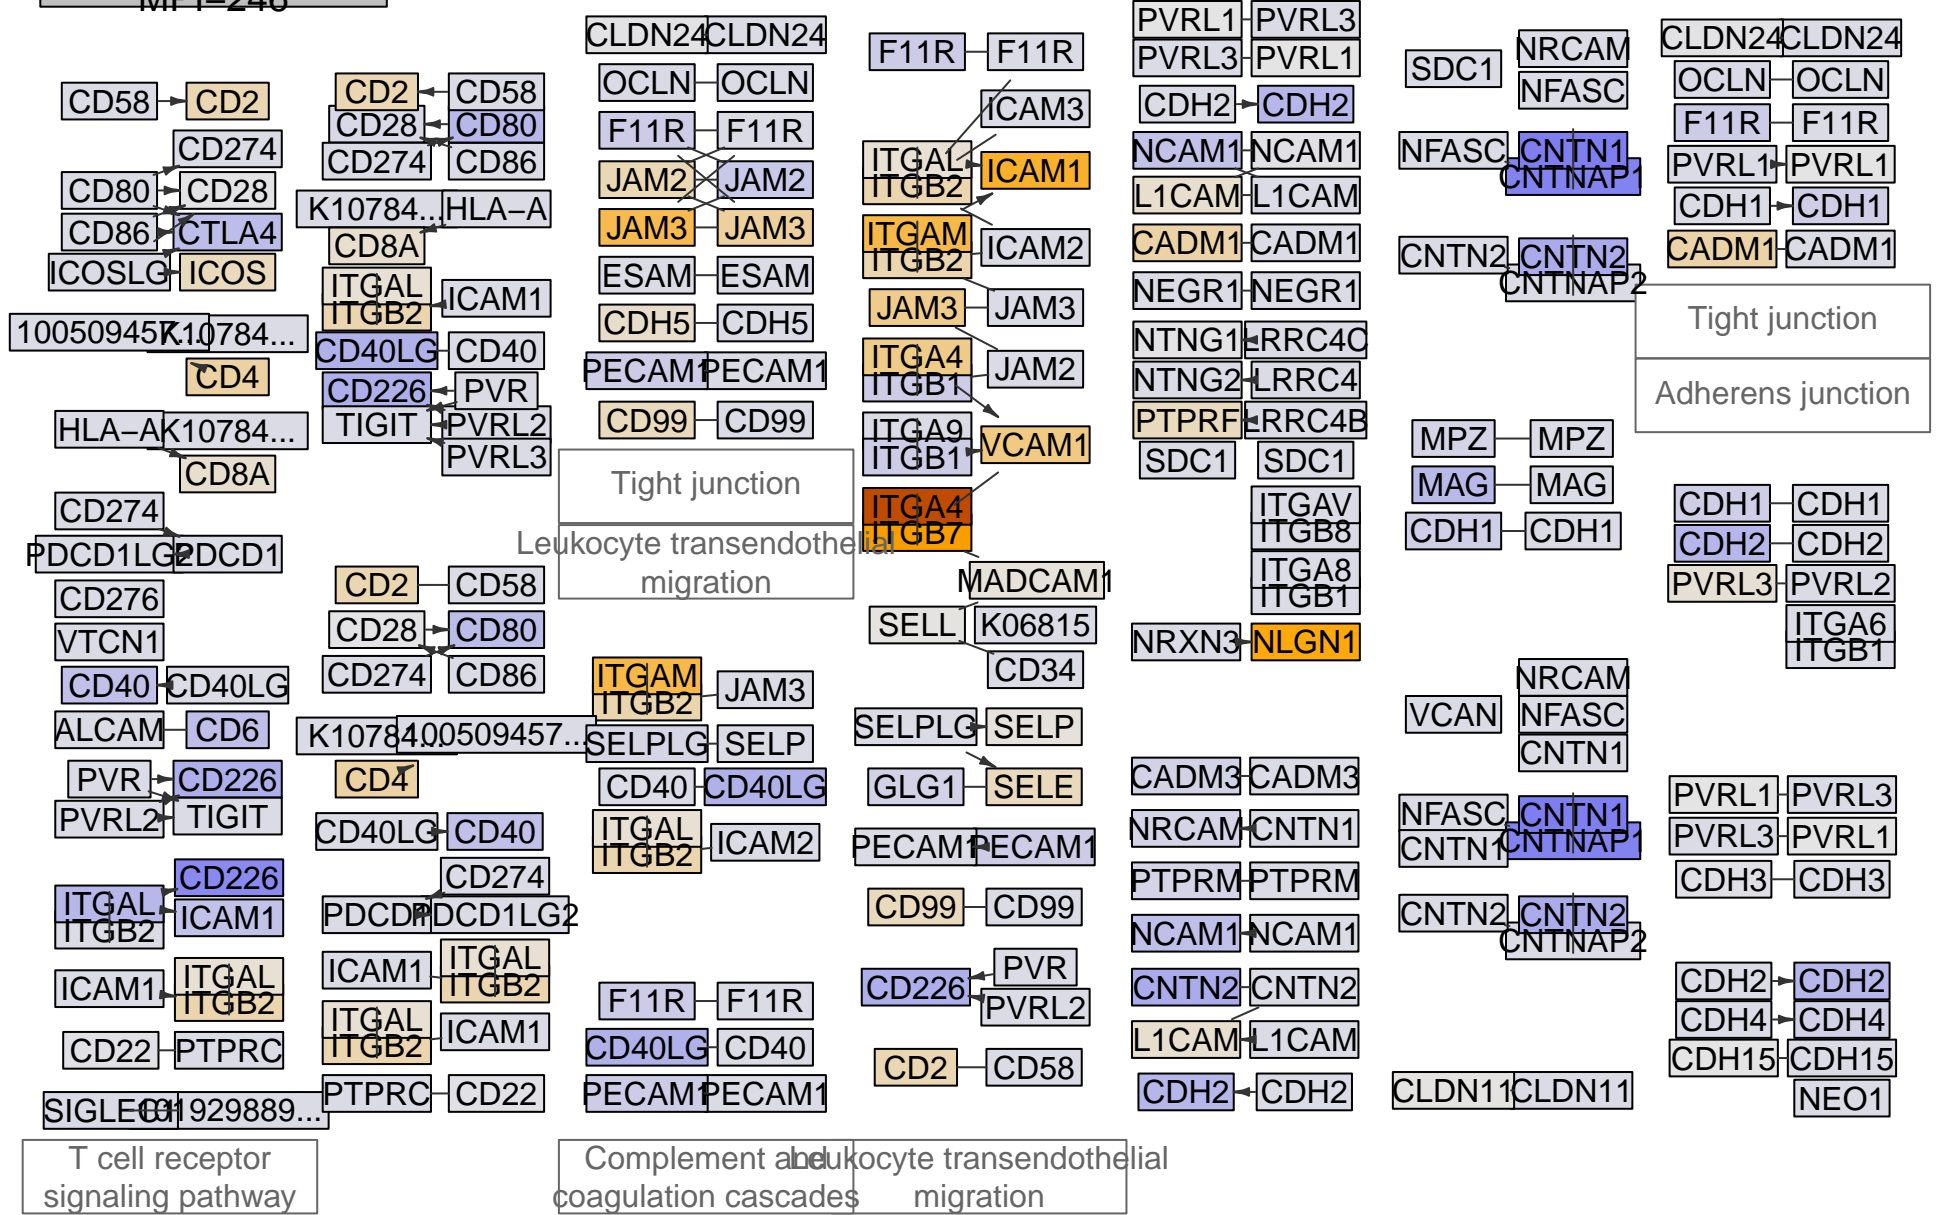 MPI–246
CD58 CD2
CD274
CD80 CD28
CD86 CTLA4
ICOSLG ICOS
100509457... K10784...
CD4
HLA–A K10784...
CD8A
CD274
PDCD1LG2 PDCD1
CD276
VTCN1
CD40 CD40LG
ALCAM CD6
PVR CD226
PVRL2 TIGIT
ITGAL CD226
ITGB2 ICAM1
ICAM1 ITGAL
ITGB2
CD22 PTPRC
SIGLEC1 101929889...
T cell receptor
signaling pathway
CD2 CD58
CD28 CD80
CD274 CD86
K10784... HLA–A
CD8A
ITGAL ICAM1
ITGB2
CD40LG CD40
CD226 PVR
TIGIT PVRL2
PVRL3
CD2 CD58
CD28 CD80
CD274 CD86
K10784... 100509457...
CD4
CD40LG CD40
CD274
PDCD1 PDCD1LG2
ICAM1 ITGAL
ITGB2
ITGAL ICAM1
ITGB2
PTPRC CD22
CLDN24 CLDN24
OCLN OCLN
F11R F11R
JAM2 JAM2
JAM3 JAM3
ESAM ESAM
CDH5 CDH5
PECAM1 PECAM1
CD99 CD99
Tight junction
Leukocyte transendothelial
migration
ITGAM JAM3
ITGB2
SELPLG SELP
CD40 CD40LG
ITGAL ICAM2
ITGB2
F11R F11R
CD40LG CD40
PECAM1 PECAM1
Complement and
coagulation cascades
F11R F11R
ICAM3
ITGAL ICAM1
ITGB2
ITGAM ICAM2
ITGB2
JAM3 JAM3
ITGA4 JAM2
ITGB1
ITGA9 VCAM1
ITGB1
ITGA4
ITGB7
MADCAM1
SELL K06815
CD34
SELPLG SELP
GLG1 SELE
PECAM1 PECAM1
CD99 CD99
CD226 PVR
PVRL2
CD2 CD58
Leukocyte transendothelial
migration
PVRL1 PVRL3
PVRL3 PVRL1
CDH2 CDH2
NCAM1 NCAM1
L1CAM L1CAM
CADM1 CADM1
NEGR1 NEGR1
NTNG1 LRRC4C
NTNG2 LRRC4
PTPRF LRRC4B
SDC1 SDC1
ITGAV
ITGB8
ITGA8
ITGB1
NRXN3 NLGN1
CADM3 CADM3
NRCAM CNTN1
PTPRM PTPRM
NCAM1 NCAM1
CNTN2 CNTN2
L1CAM L1CAM
CDH2 CDH2
SDC1 NRCAM
NFASC
NFASC CNTN1
CNTNAP1
CNTN2 CNTN2
CNTNAP2
MPZ MPZ
MAG MAG
CDH1 CDH1
NRCAM
VCAN NFASC
CNTN1
NFASC CNTN1
CNTN1 CNTNAP1
CNTN2 CNTN2
CNTNAP2
CLDN11 CLDN11
CLDN24 CLDN24
OCLN OCLN
F11R F11R
PVRL1 PVRL1
CDH1 CDH1
CADM1 CADM1
Tight junction
Adherens junction
CDH1 CDH1
CDH2 CDH2
PVRL3 PVRL2
ITGA6
ITGB1
PVRL1 PVRL3
PVRL3 PVRL1
CDH3 CDH3
CDH2 CDH2
CDH4 CDH4
CDH15 CDH15
NEO1